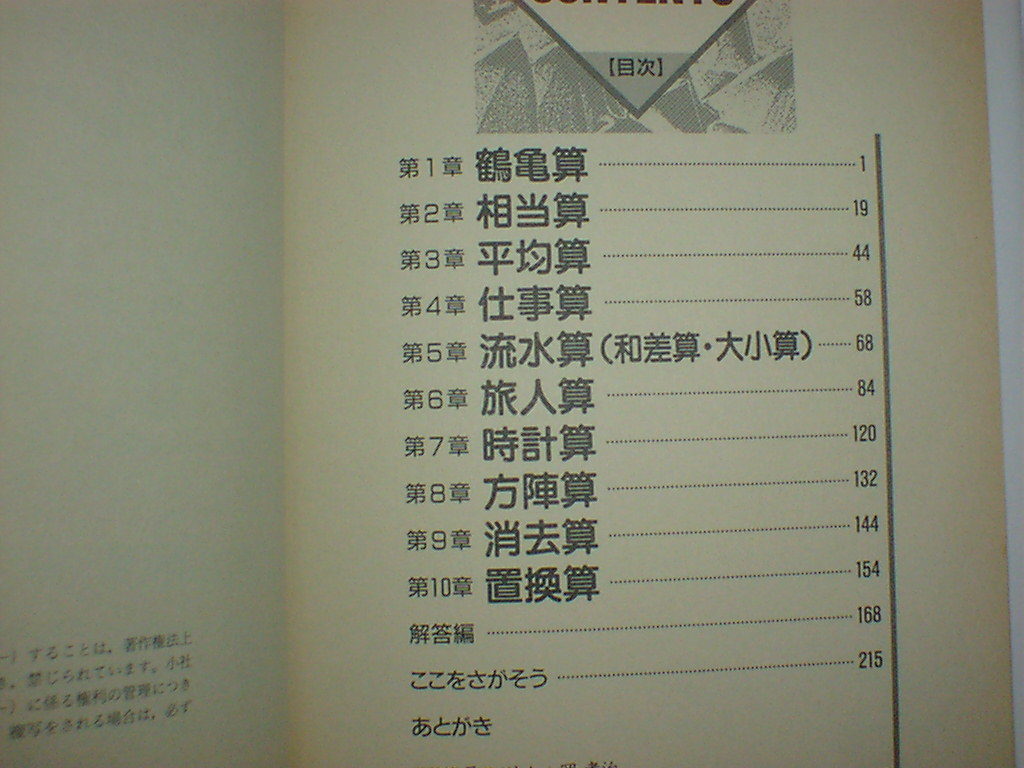 CONTENTS
【目次】
第1章 鶴亀算 1
第2章 相当算 19
第3章 平均算 44
第4章 仕事算 58
第5章 流水算(和差算・大小算) 68
第6章 旅人算 84
第7章 時計算 120
第8章 方陣算 132
第9章 消去算 144
第10章 置換算 154
解答編 168
ここをさがそう 215
あとがき
ー)することは、著作権法上
き、禁じられています。小社
ー)に係る権利の管理につき
複写をされる場合は、必ず